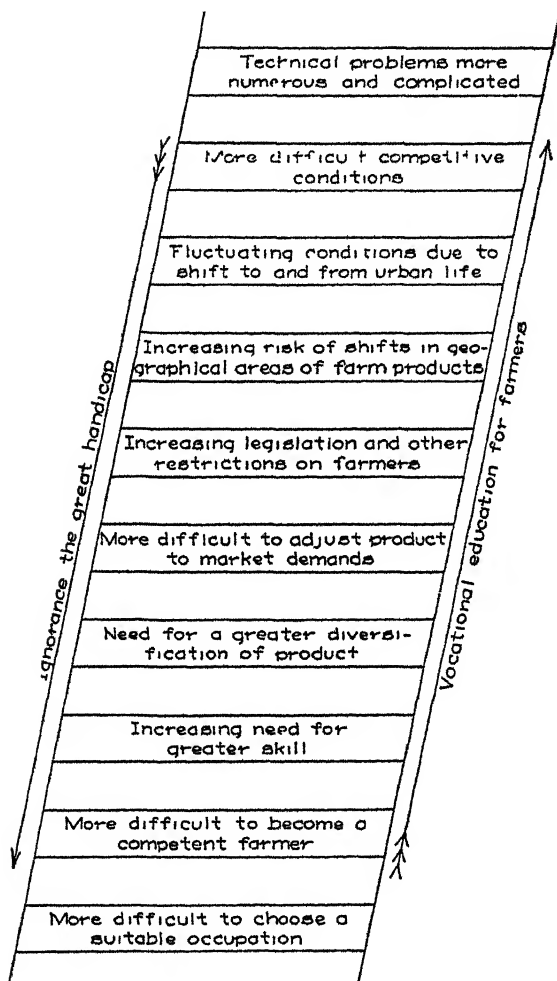 Technical problems more
numerous and complicated
More difficult competitive
conditions
Fluctuating conditions due to
shift to and from urban life
Increasing risk of shifts in geo-
graphical areas of farm products
Increasing legislation and other
restrictions on farmers
More difficult to adjust product
to market demands
Need for a greater diversi-
fication of product
Increasing need for
greater skill
More difficult to become a
competent farmer
More difficult to choose a
suitable occupation
Ignorance the great handicap
Vocational education for farmers